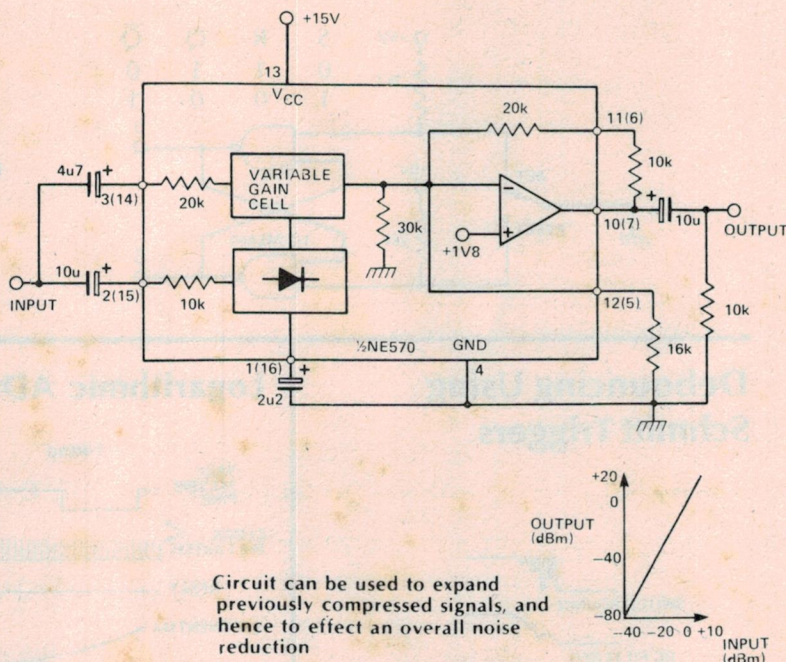 +15V
13
VCC
20k
11(6)
4u7
+
3(14)
20k
VARIABLE
GAIN
CELL
10k
30k
−
+
+1V8
10(7)
+
10u
OUTPUT
10u
+
2(15)
10k
INPUT
12(5)
10k
16k
½NE570
GND
1(16)
+
4
2u2
+20
0
OUTPUT
(dBm)
−40
−80
−40 −20 0 +10
INPUT
(dBm)
Circuit can be used to expand
previously compressed signals, and
hence to effect an overall noise
reduction